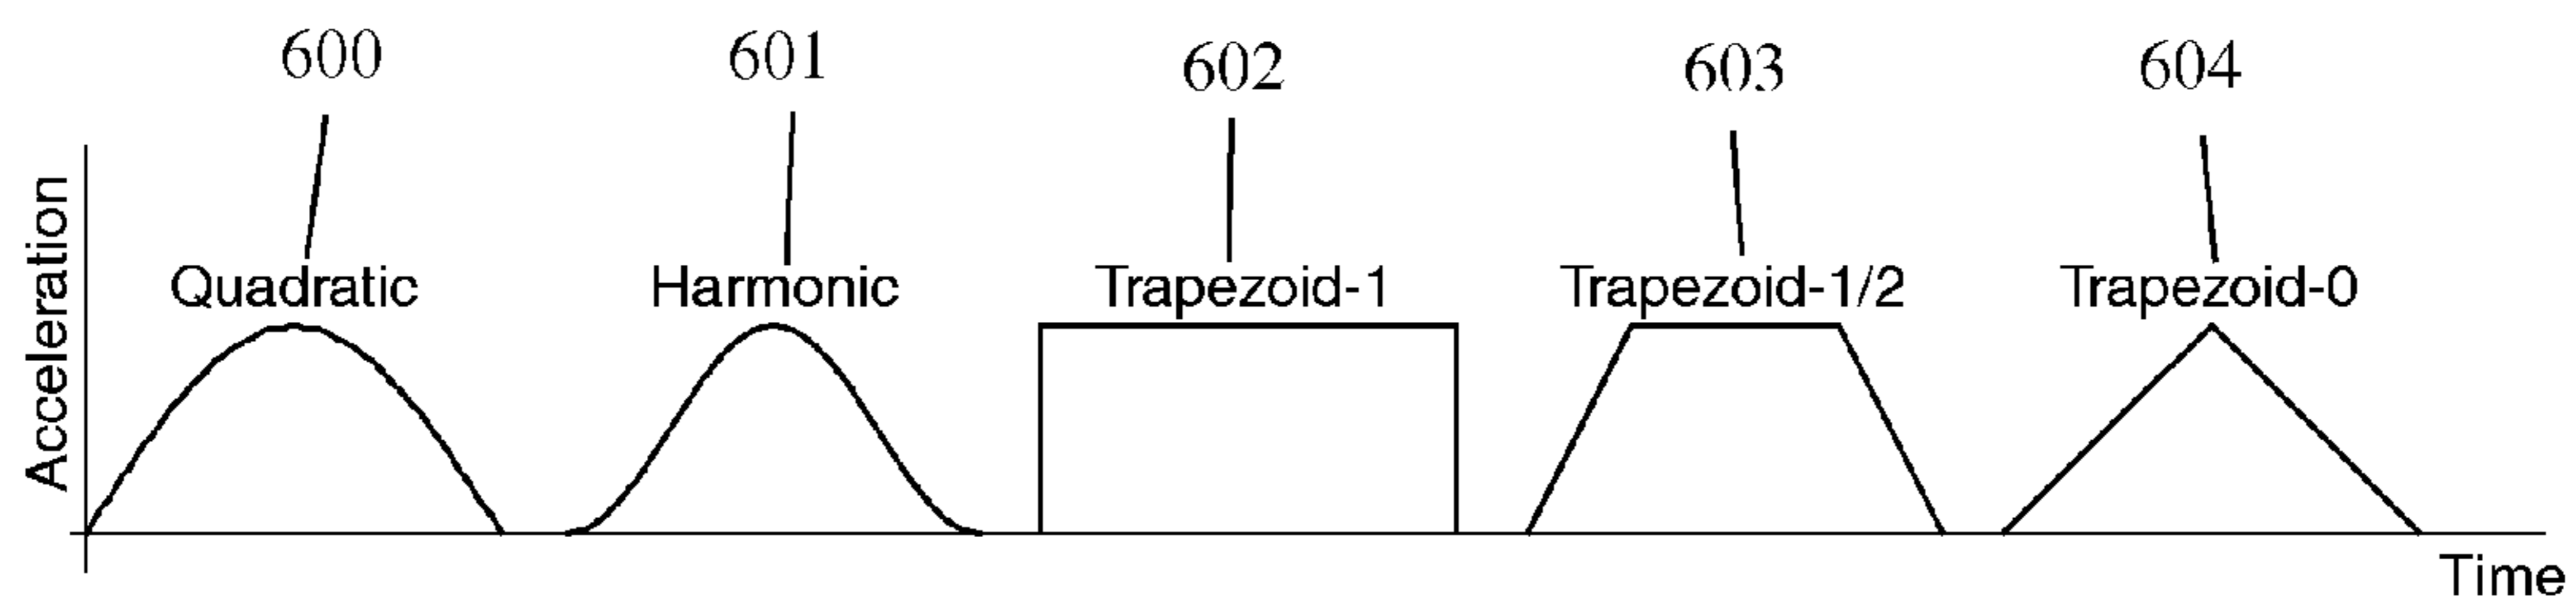 600 601 602 603 604
Acceleration
Quadratic Harmonic Trapezoid-1 Trapezoid-1/2 Trapezoid-0
Time